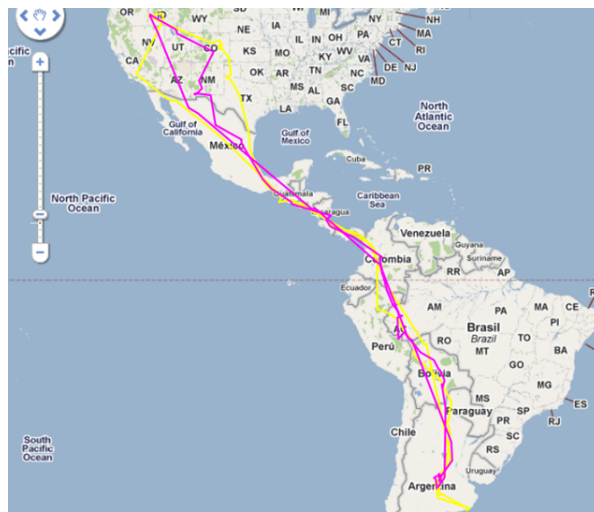 SD
MI
OR
ID
WY
NE
IA
NY
NH
MA
CT
RI
NV
UT
CO
KS
MO
IL
IN
OH
PA
KY
WV
VA
DE
NJ
MD
CA
AZ
NM
OK
AR
TN
NC
SC
MS
AL
GA
TX
LA
FL
North
Atlantic
Ocean
Gulf of
California
Gulf of
Mexico
México
Cuba
PR
North Pacific
Ocean
Guatemala
Caribbean
Sea
Nicaragua
Venezuela
Guyana
Suriname
Colombia
RR
AP
Ecuador
AM
PA
MA
CE
PI
Perú
AC
RO
Brasil
Brazil
TO
MT
BA
Bolivia
GO
MG
MS
ES
Paraguay
SP
RJ
PR
Chile
SC
RS
South
Pacific
Ocean
Uruguay
Argentina